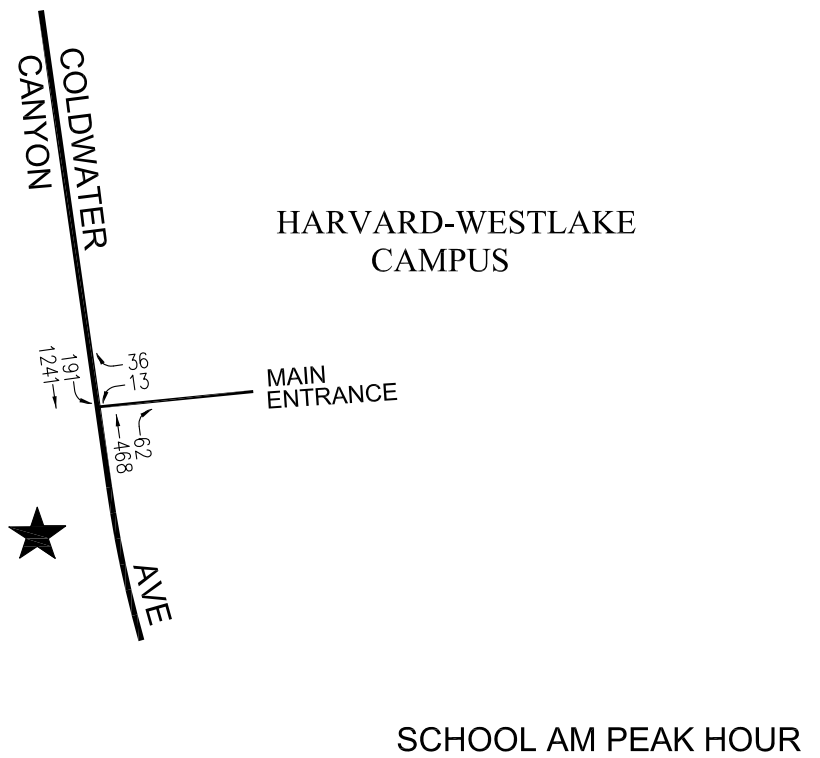 COLDWATER
CANYON
HARVARD-WESTLAKE
CAMPUS
36
13
191
1241
MAIN
ENTRANCE
62
468
AVE
SCHOOL AM PEAK HOUR